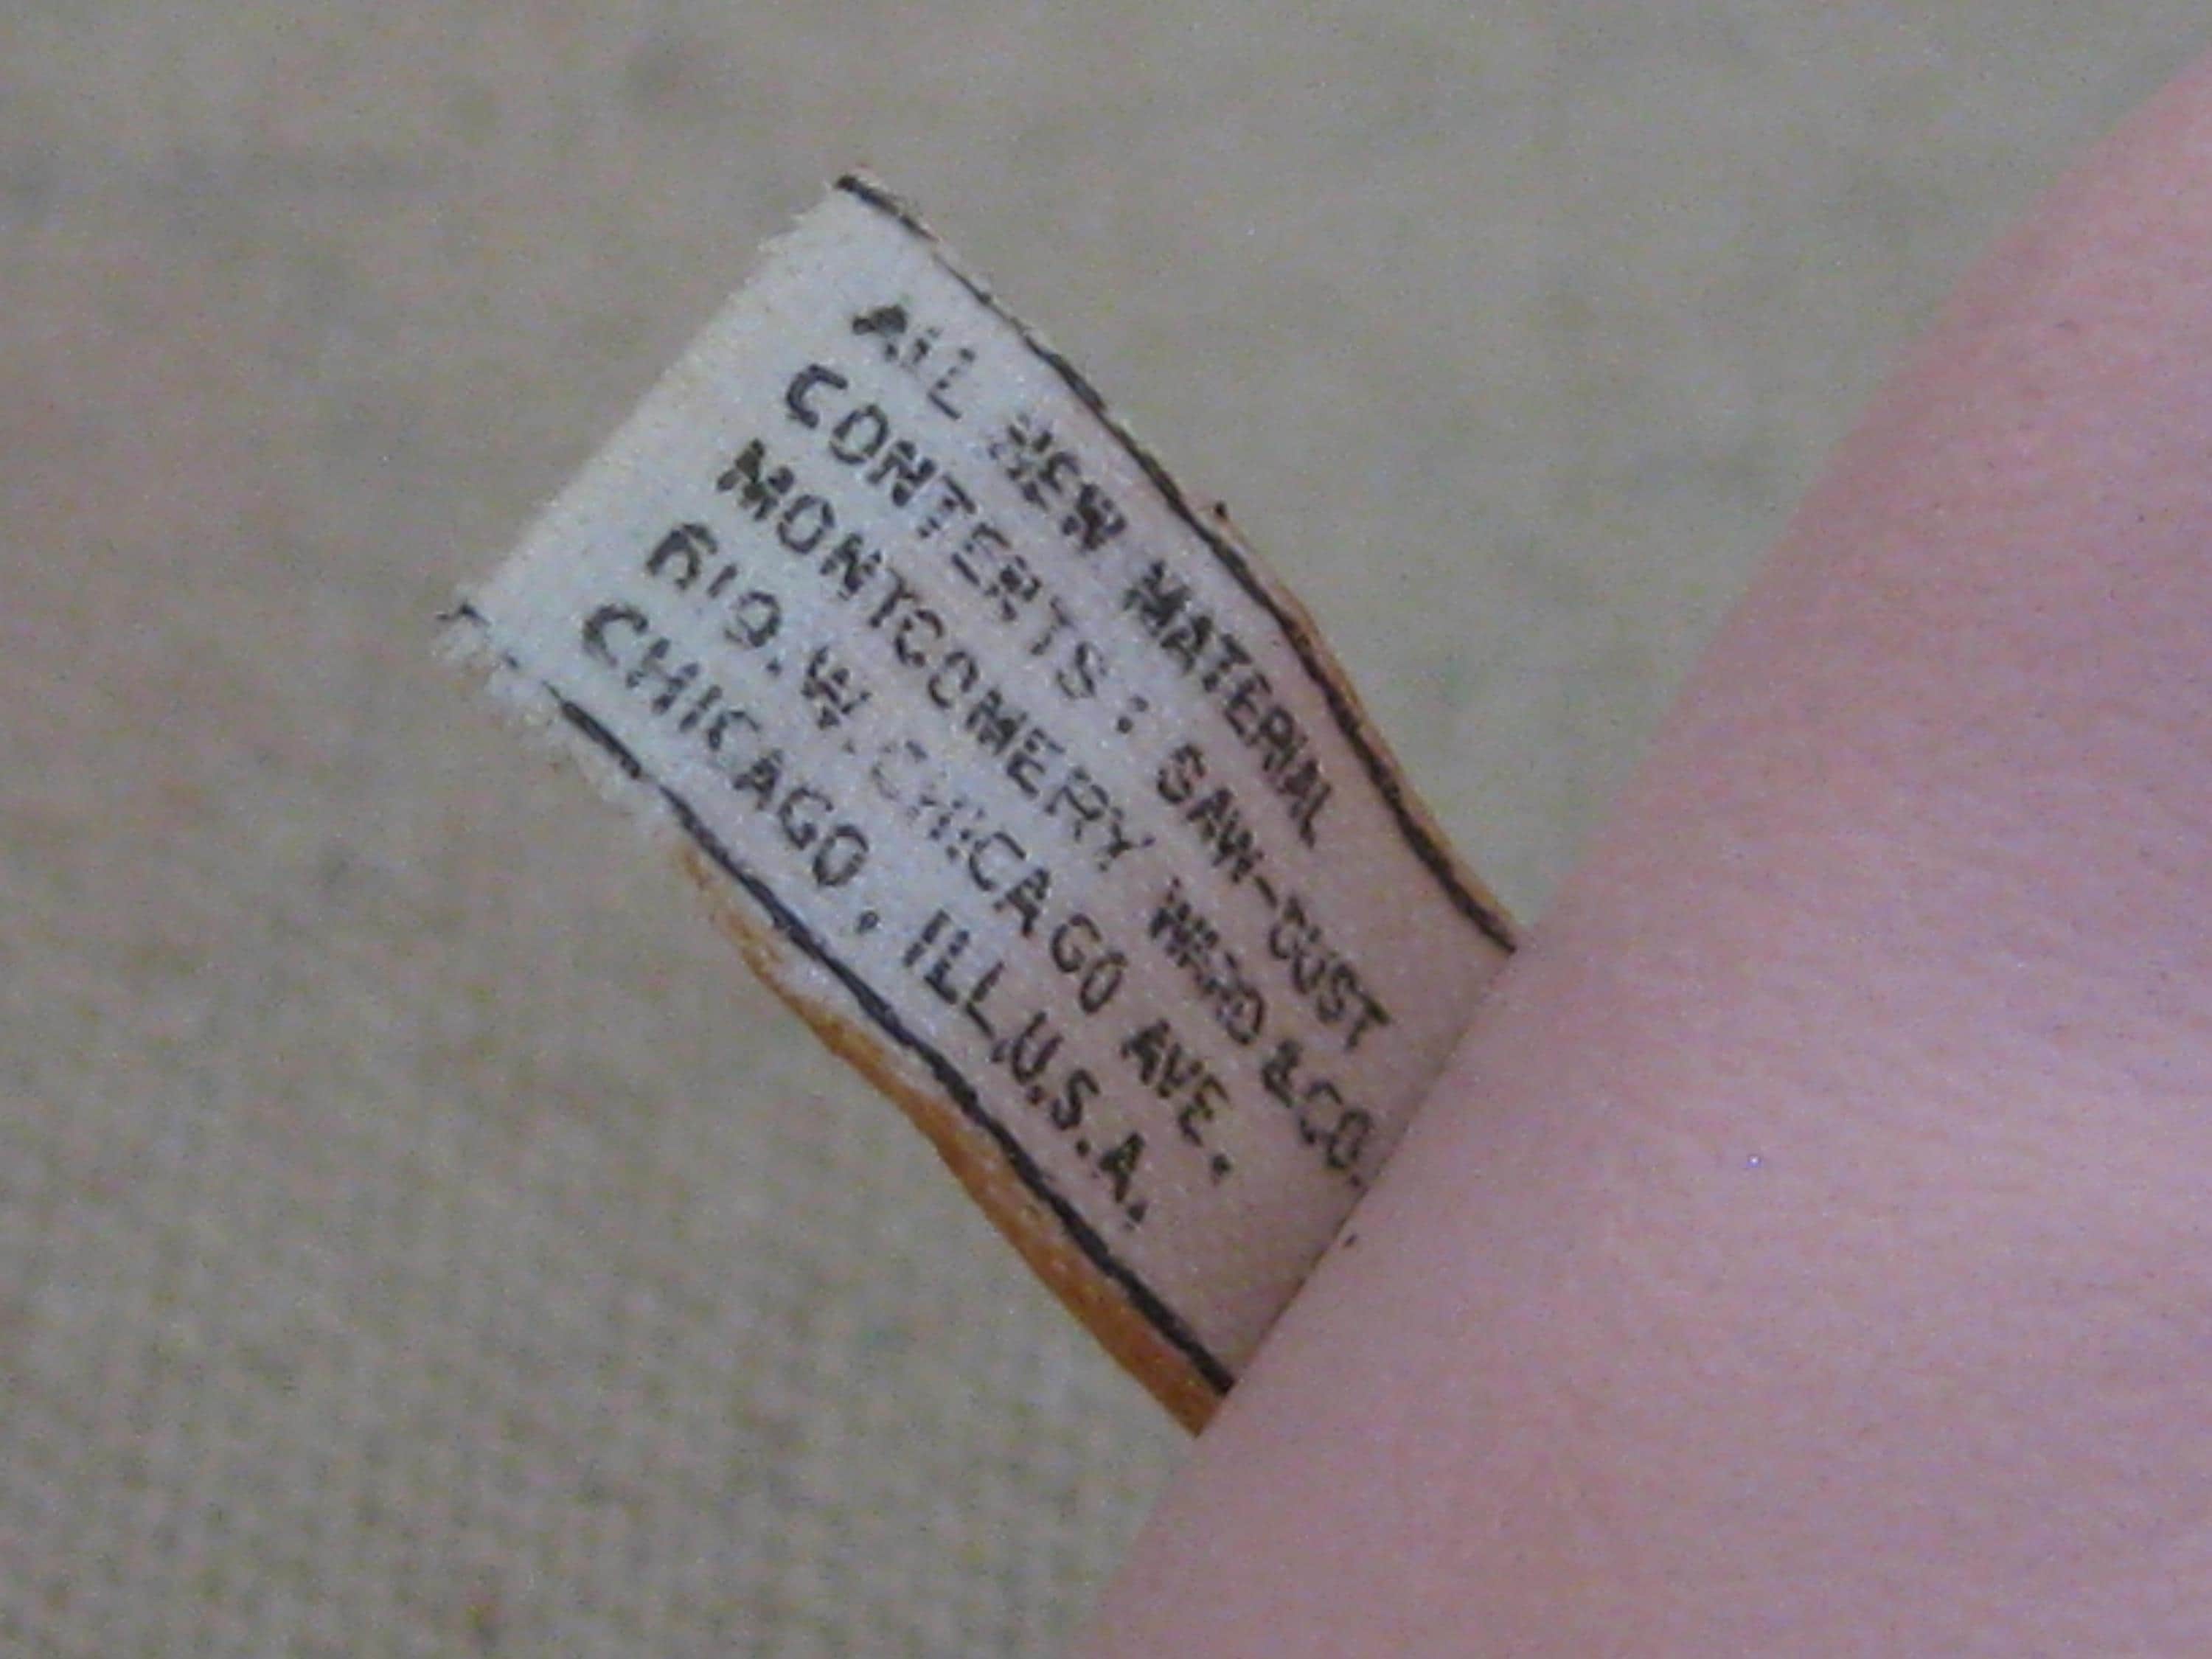 ALL NEW MATERIAL
CONTENTS: SAW-DUST
MONTGOMERY WARD & CO.
619.W.CHICAGO AVE.
CHICAGO, ILL.U.S.A.